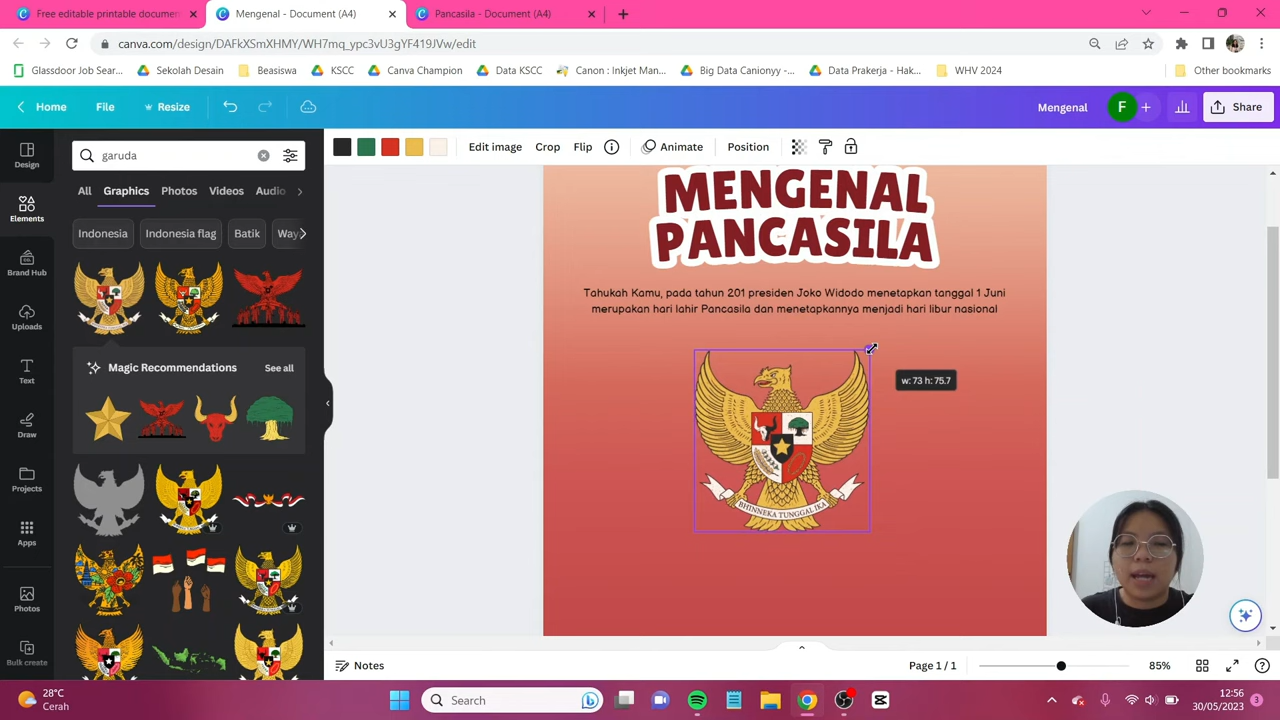 Free editable printable documen
Mengenal - Document (A4)
Pancasila - Document (A4)
canva.com/design/DAFkXSmXHMY/WH7mq_ypc3vU3gYF419JVw/edit
Glassdoor Job Sear...
Sekolah Desain
Beasiswa
KSCC
Canva Champion
Data KSCC
Canon : Inkjet Man...
Big Data Canionyy -...
Data Prakerja - Hak...
WHV 2024
Other bookmarks
Home
File
Resize
Mengenal
F
Share
Design
Elements
Brand Hub
Uploads
Text
Draw
Projects
Apps
Photos
Bulk create
garuda
All
Graphics
Photos
Videos
Audio
Indonesia
Indonesia flag
Batik
Way
Magic Recommendations
See all
Edit image
Crop
Flip
Animate
Position
MENGENAL
PANCASILA
Tahukah Kamu, pada tahun 201 presiden Joko Widodo menetapkan tanggal 1 Juni
merupakan hari lahir Pancasila dan menetapkannya menjadi hari libur nasional
w: 73 h: 75.7
BHINNEKA TUNGGAL IKA
Notes
Page 1 / 1
85%
28°C
Cerah
Search
12:56
30/05/2023
3